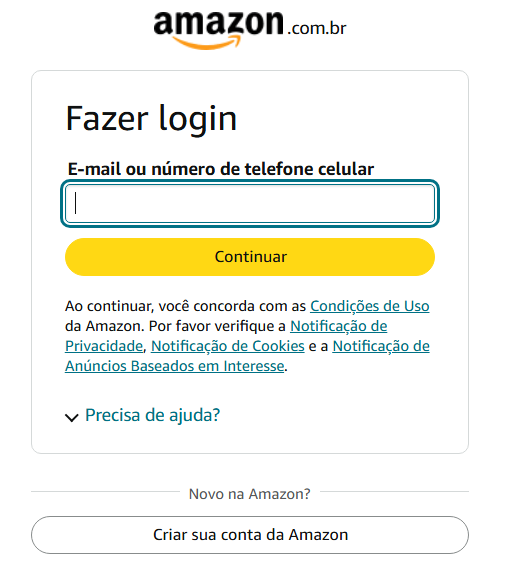 amazon.com.br
Fazer login
E-mail ou número de telefone celular
Continuar
Ao continuar, você concorda com as Condições de Uso
da Amazon. Por favor verifique a Notificação de
Privacidade, Notificação de Cookies e a Notificação de
Anúncios Baseados em Interesse.
Precisa de ajuda?
Novo na Amazon?
Criar sua conta da Amazon